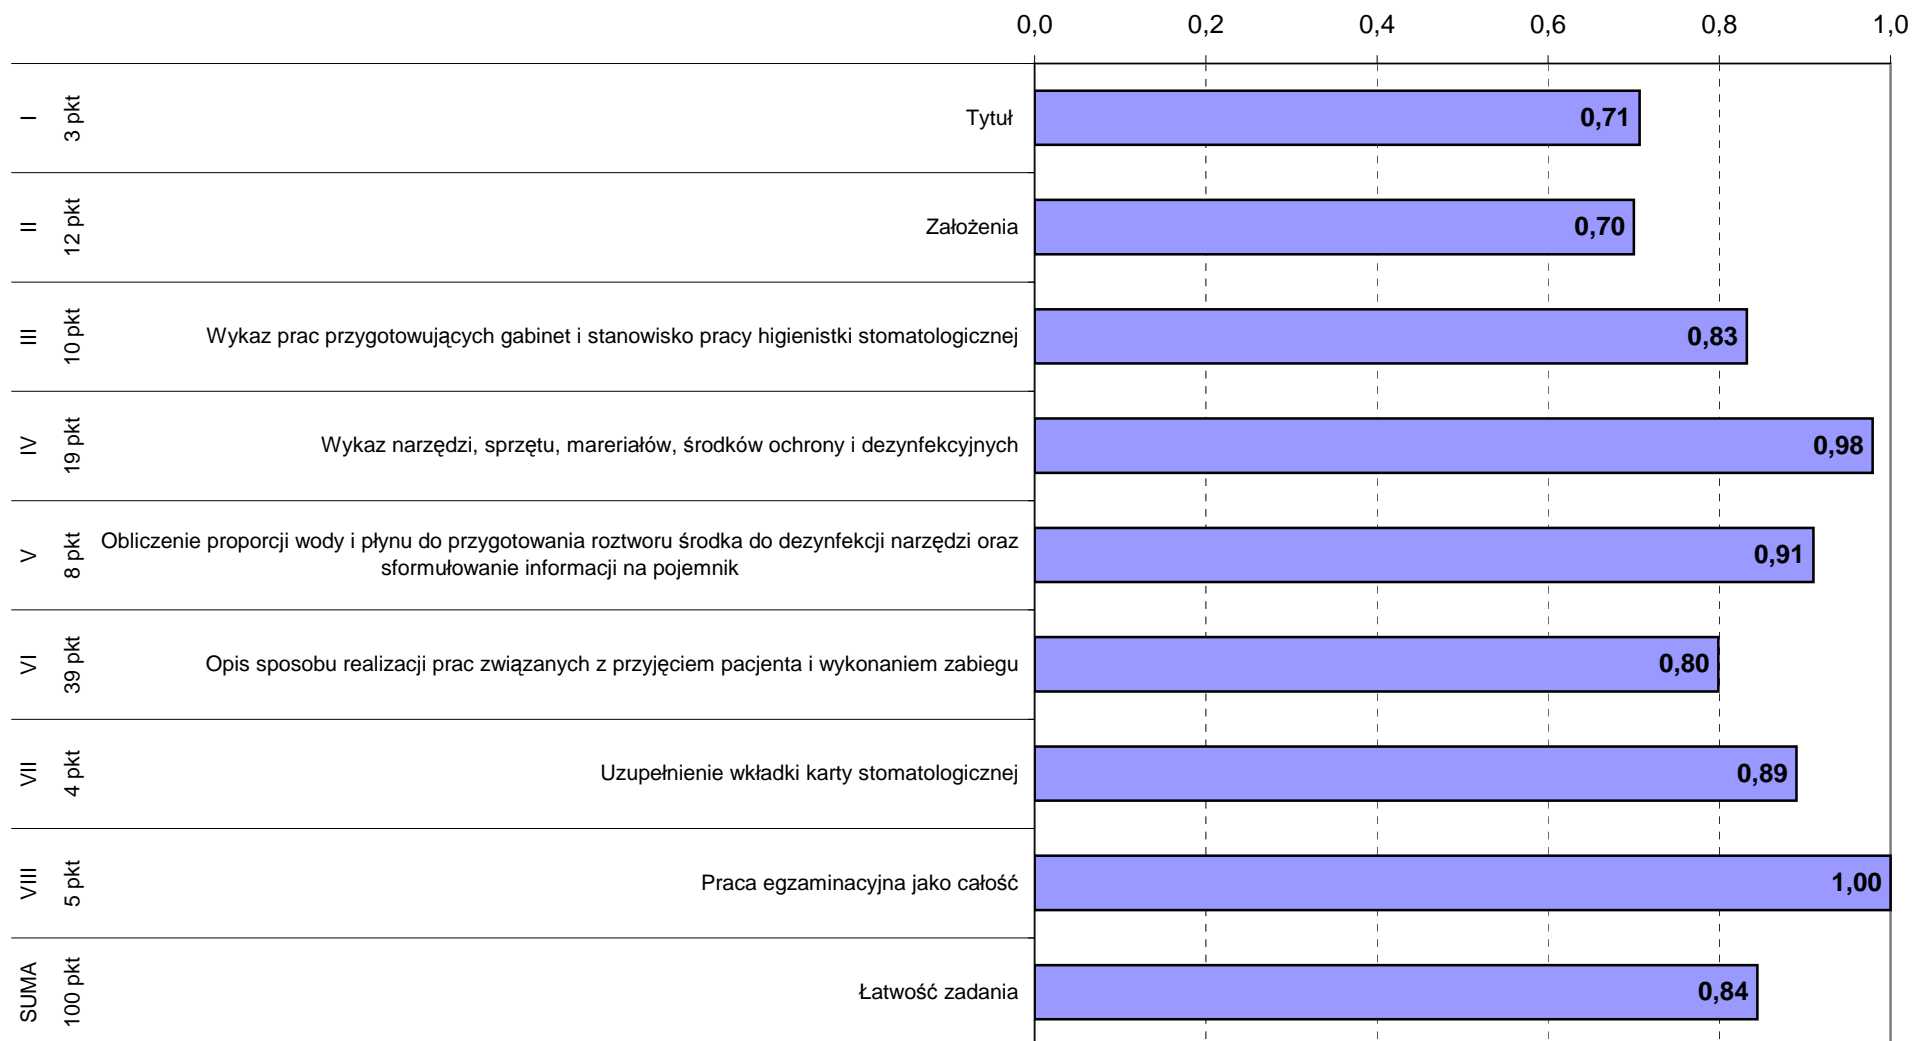 0,0 0,2 0,4 0,6 0,8 1,0
I 3 pkt Tytuł 0,71
II 12 pkt Założenia 0,70
III 10 pkt Wykaz prac przygotowujących gabinet i stanowisko pracy higienistki stomatologicznej 0,83
IV 19 pkt Wykaz narzędzi, sprzętu, mareriałów, środków ochrony i dezynfekcyjnych 0,98
V 8 pkt Obliczenie proporcji wody i płynu do przygotowania roztworu środka do dezynfekcji narzędzi oraz
sformułowanie informacji na pojemnik 0,91
VI 39 pkt Opis sposobu realizacji prac związanych z przyjęciem pacjenta i wykonaniem zabiegu 0,80
VII 4 pkt Uzupełnienie wkładki karty stomatologicznej 0,89
VIII 5 pkt Praca egzaminacyjna jako całość 1,00
SUMA 100 pkt Łatwość zadania 0,84